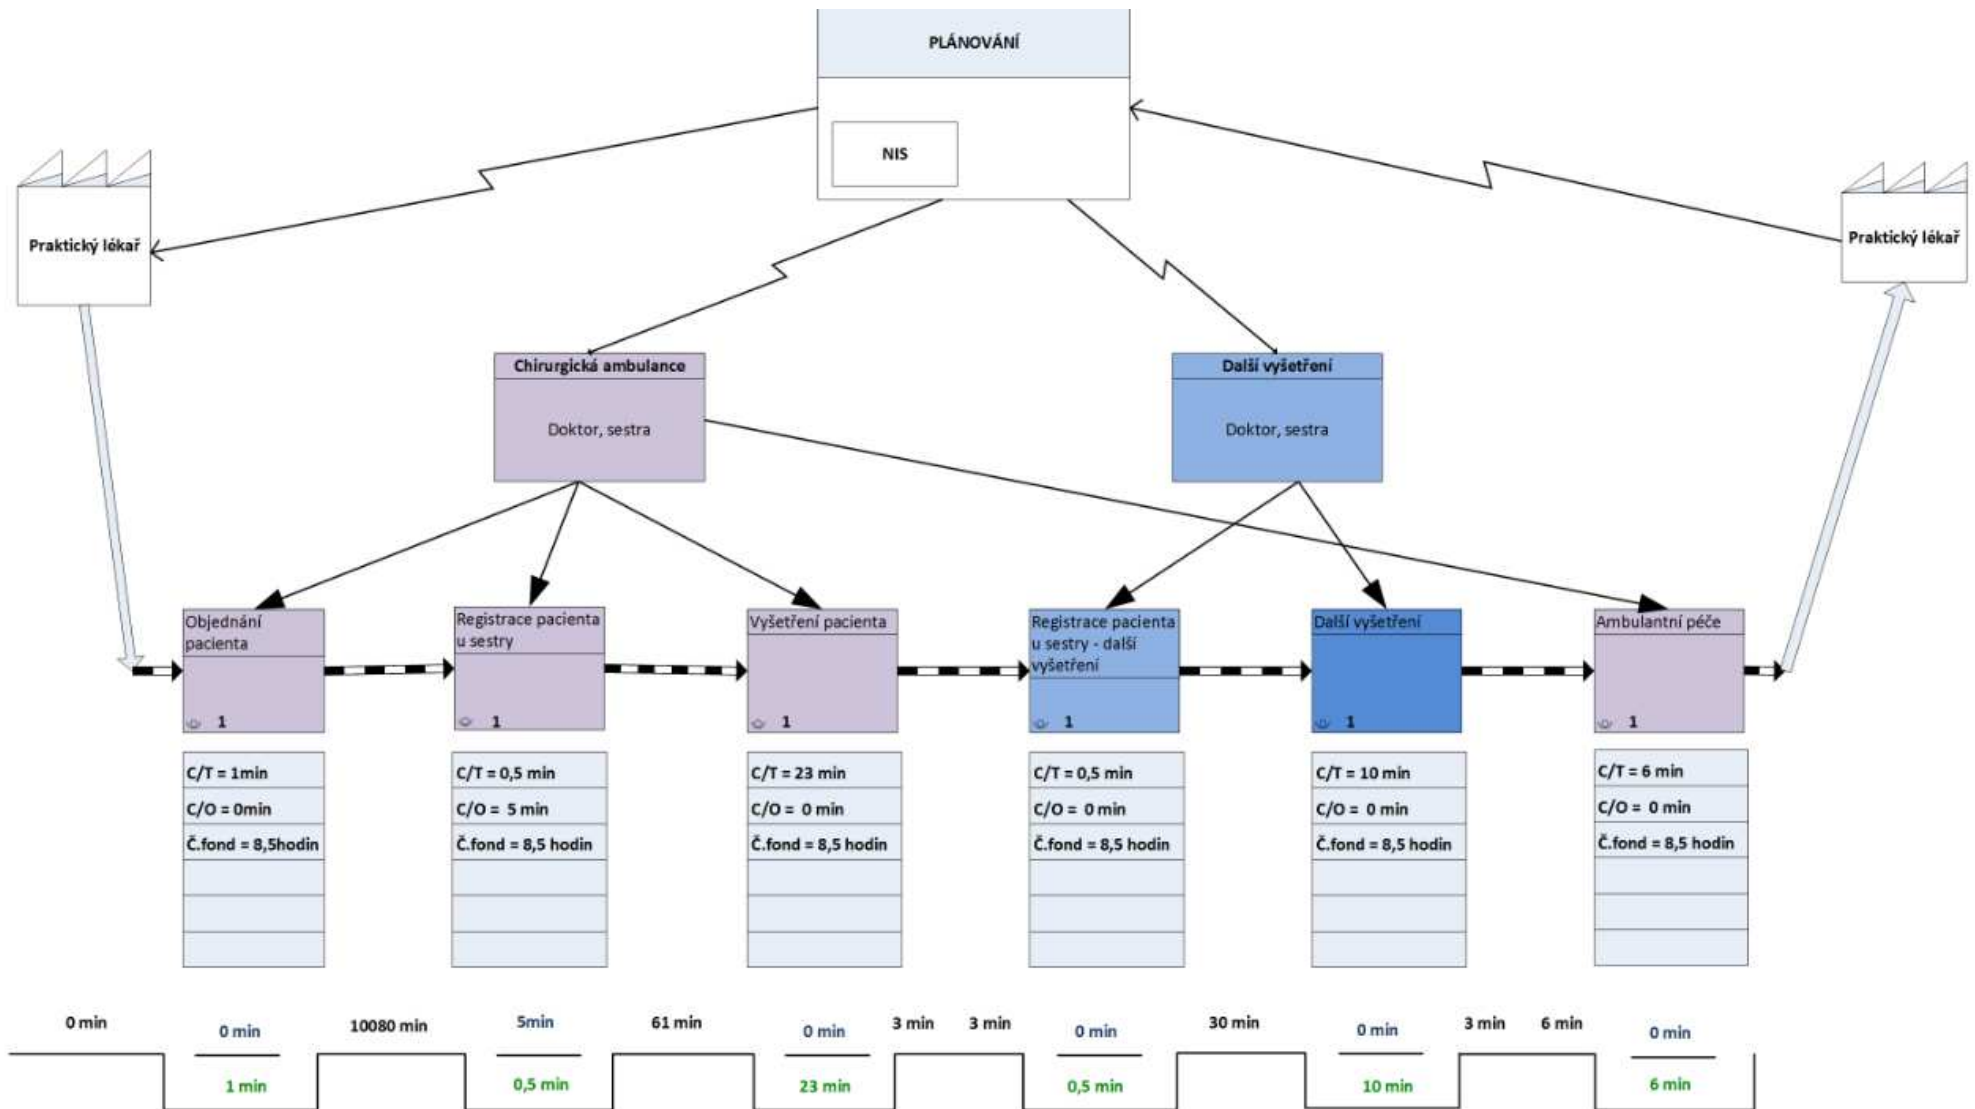 PLÁNOVÁNÍ
NIS
Praktický lékař
Praktický lékař
Chirurgická ambulance
Doktor, sestra
Další vyšetření
Doktor, sestra
Objednání
pacienta
1
Registrace pacienta
u sestry
1
Vyšetření pacienta
1
Registrace pacienta
u sestry - další
vyšetření
1
Další vyšetření
1
Ambulantní péče
1
C/T = 1min
C/O = 0min
Č.fond = 8,5hodin
C/T = 0,5 min
C/O = 5 min
Č.fond = 8,5 hodin
C/T = 23 min
C/O = 0 min
Č.fond = 8,5 hodin
C/T = 0,5 min
C/O = 0 min
Č.fond = 8,5 hodin
C/T = 10 min
C/O = 0 min
Č.fond = 8,5 hodin
C/T = 6 min
C/O = 0 min
Č.fond = 8,5 hodin
0 min
0 min
1 min
10080 min
5min
0,5 min
61 min
0 min
23 min
3 min
3 min
0 min
0,5 min
30 min
0 min
10 min
3 min
6 min
0 min
6 min